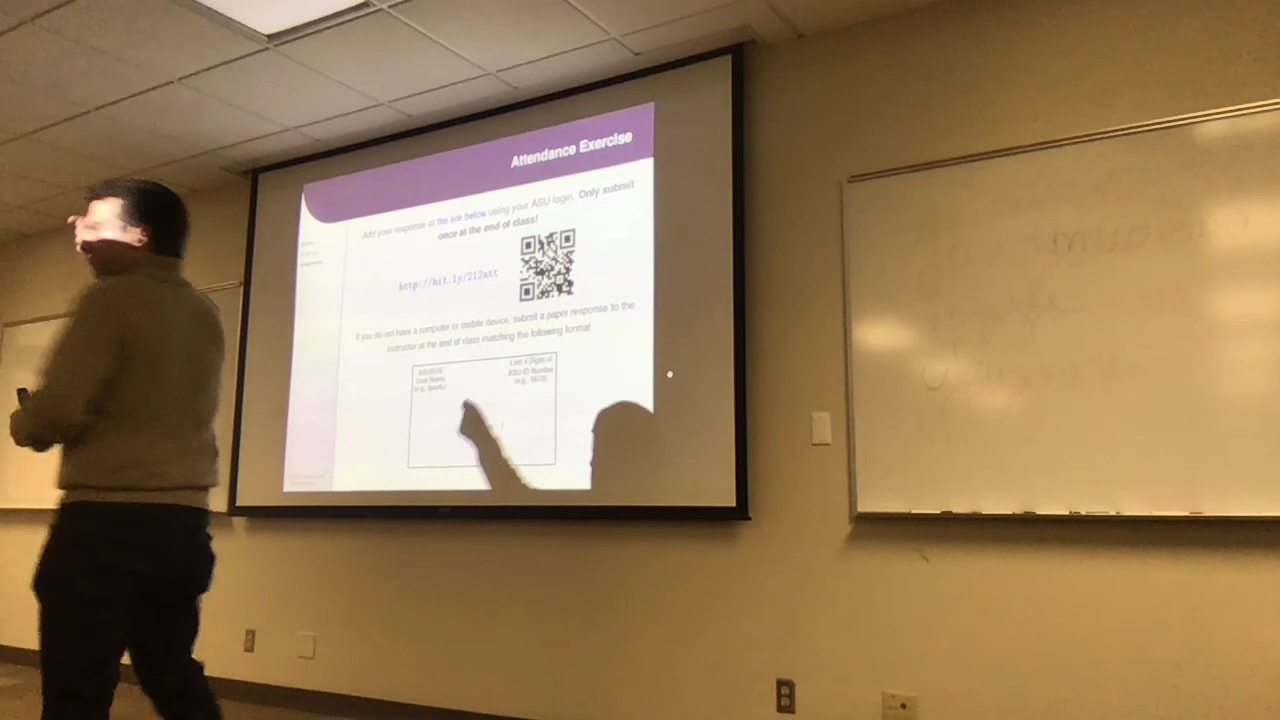 Attendance Exercise
Add your response at the link below using your ASU login. Only submit
once at the end of class!
http://bit.ly/212att
If you do not have a computer or mobile device, submit a paper response to the
instructor at the end of class matching the following format
ASURITE
User Name
(e.g.,
Last 4 Digits of
ASU ID Number
(e.g., 5678)